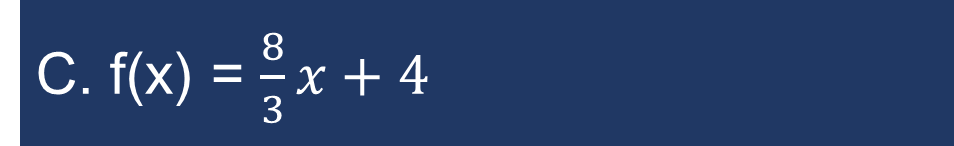 C. f(x) = 8/3 x + 4